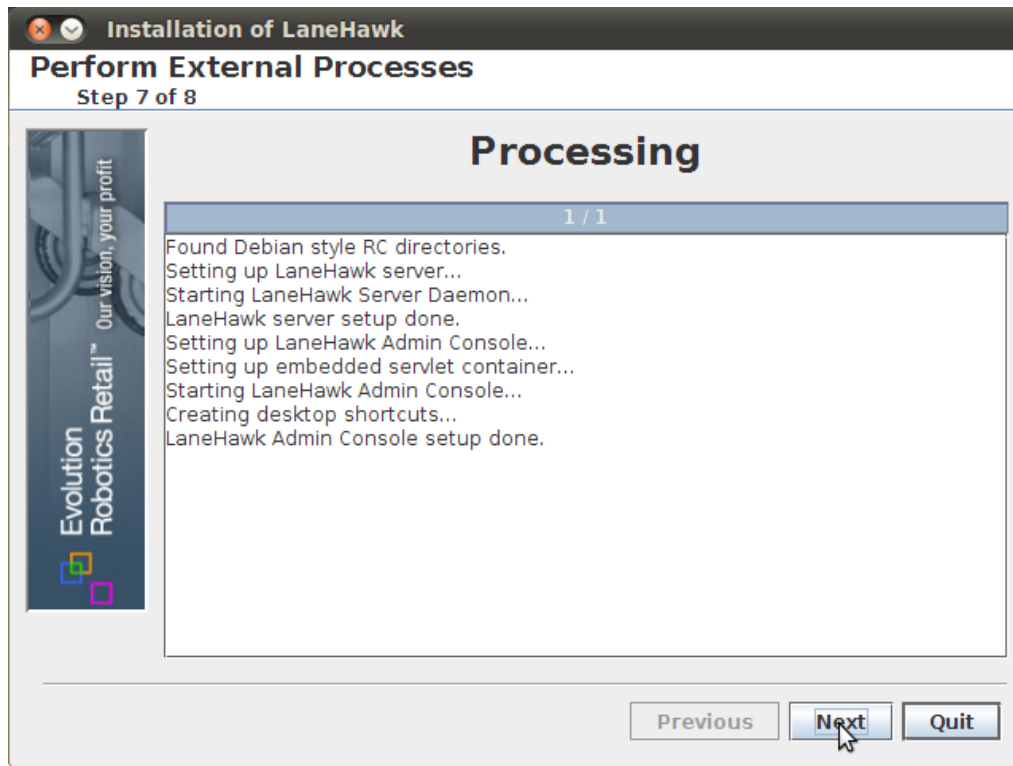 Installation of LaneHawk
Perform External Processes
Step 7 of 8
Evolution
Robotics Retail™ Our vision, your profit
Processing
1 / 1
Found Debian style RC directories.
Setting up LaneHawk server...
Starting LaneHawk Server Daemon...
LaneHawk server setup done.
Setting up LaneHawk Admin Console...
Setting up embedded servlet container...
Starting LaneHawk Admin Console...
Creating desktop shortcuts...
LaneHawk Admin Console setup done.
Previous Next Quit